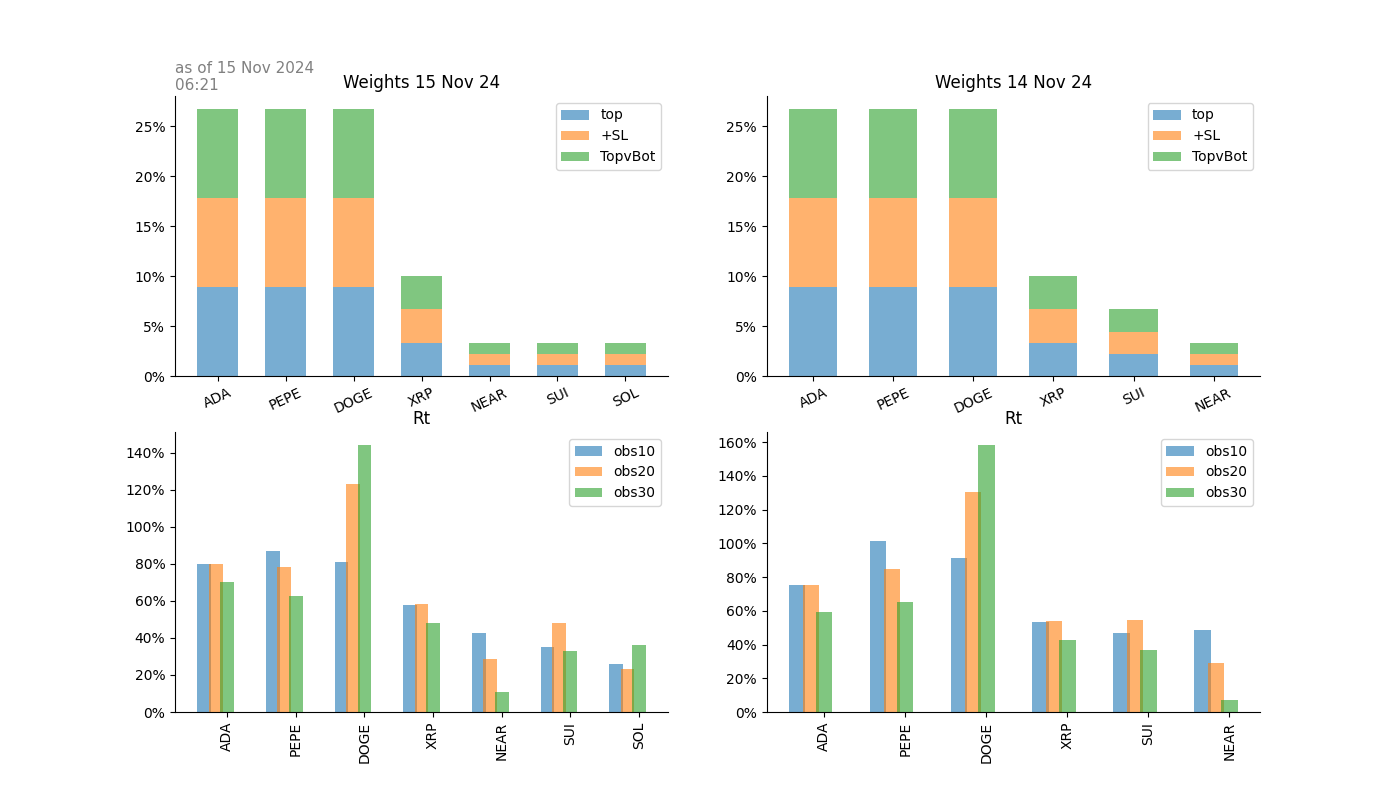 as of 15 Nov 2024
06:21
Weights 15 Nov 24
25%
20%
15%
10%
5%
0%
top
+SL
TopvBot
ADA PEPE DOGE XRP NEAR SUI SOL
Weights 14 Nov 24
25%
20%
15%
10%
5%
0%
top
+SL
TopvBot
ADA PEPE DOGE XRP SUI NEAR
Rt
140%
120%
100%
80%
60%
40%
20%
0%
obs10
obs20
obs30
ADA PEPE DOGE XRP NEAR SUI SOL
Rt
160%
140%
120%
100%
80%
60%
40%
20%
0%
obs10
obs20
obs30
ADA PEPE DOGE XRP SUI NEAR